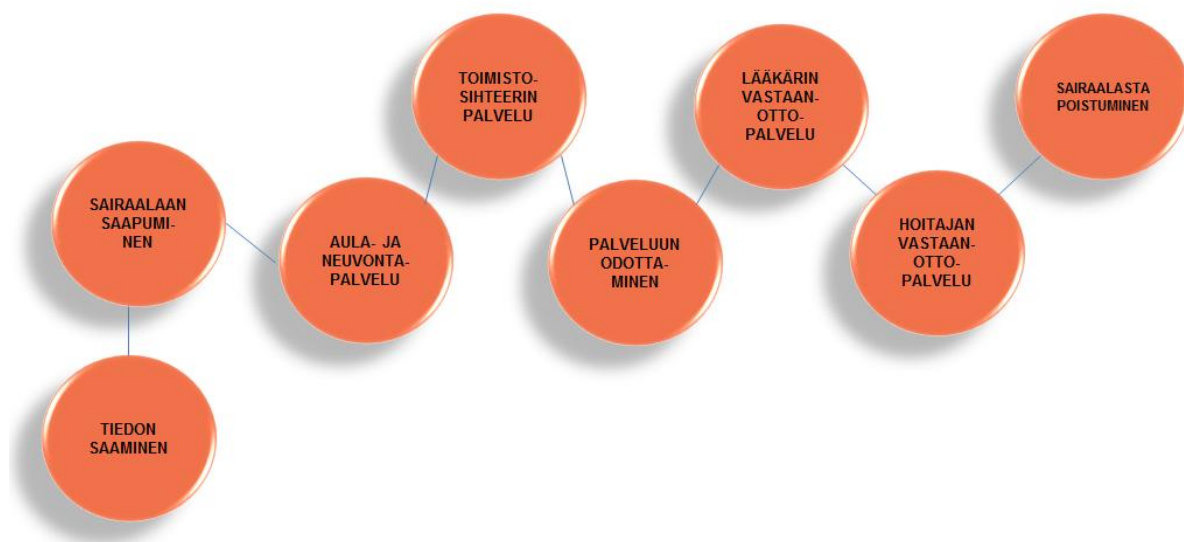 TIEDON
SAAMINEN
SAIRAALAAN
SAAPUMI-
NEN
AULA- JA
NEUVONTA-
PALVELU
TOIMISTO-
SIHTEERIN
PALVELU
PALVELUUN
ODOTTA-
MINEN
LÄÄKÄRIN
VASTAAN-
OTTO-
PALVELU
HOITAJAN
VASTAAN-
OTTO-
PALVELU
SAIRAALASTA
POISTUMINEN